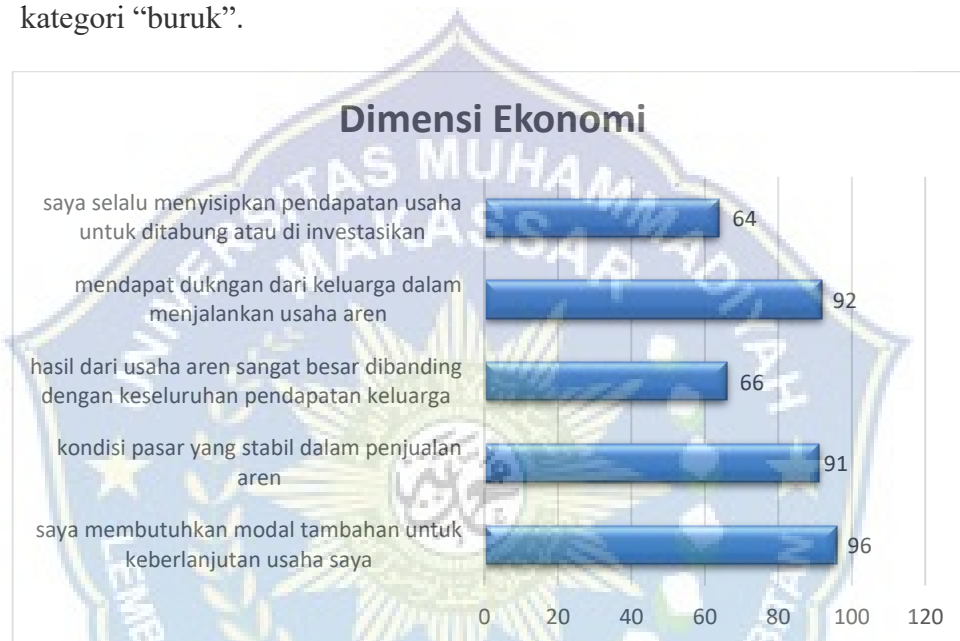 kategori “buruk”.
Dimensi Ekonomi
saya selalu menyisipkan pendapatan usaha
untuk ditabung atau di investasikan
64
mendapat dukngan dari keluarga dalam
menjalankan usaha aren
92
hasil dari usaha aren sangat besar dibanding
dengan keseluruhan pendapatan keluarga
66
kondisi pasar yang stabil dalam penjualan
aren
91
saya membutuhkan modal tambahan untuk
keberlanjutan usaha saya
96
0 20 40 60 80 100 120
UNIVERSITAS MUHAMMADIYAH
MAKASSAR